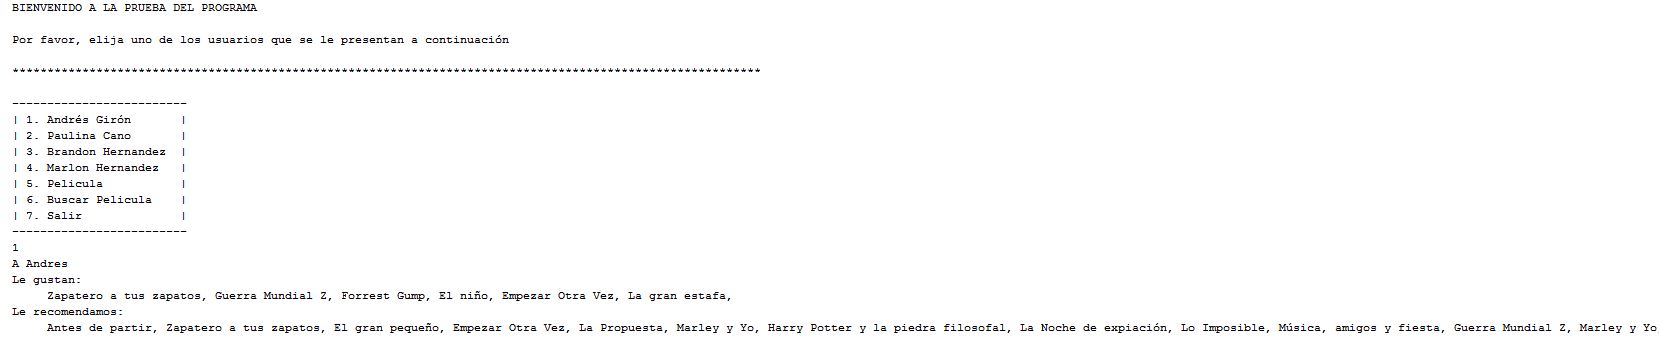 BIENVENIDO A LA PRUEBA DEL PROGRAMA
Por favor, elija uno de los usuarios que se le presentan a continuación
***********************************************************************************************************
-------------------------
| 1. Andrés Girón       |
| 2. Paulina Cano       |
| 3. Brandon Hernandez  |
| 4. Marlon Hernandez   |
| 5. Pelicula           |
| 6. Buscar Pelicula    |
| 7. Salir              |
-------------------------
1
A Andres
Le gustan:
Zapatero a tus zapatos, Guerra Mundial Z, Forrest Gump, El niño, Empezar Otra Vez, La gran estafa,
Le recomendamos:
Antes de partir, Zapatero a tus zapatos, El gran pequeño, Empezar Otra Vez, La Propuesta, Marley y Yo, Harry Potter y la piedra filosofal, La Noche de expiación, Lo Imposible, Música, amigos y fiesta, Guerra Mundial Z, Marley y Yo